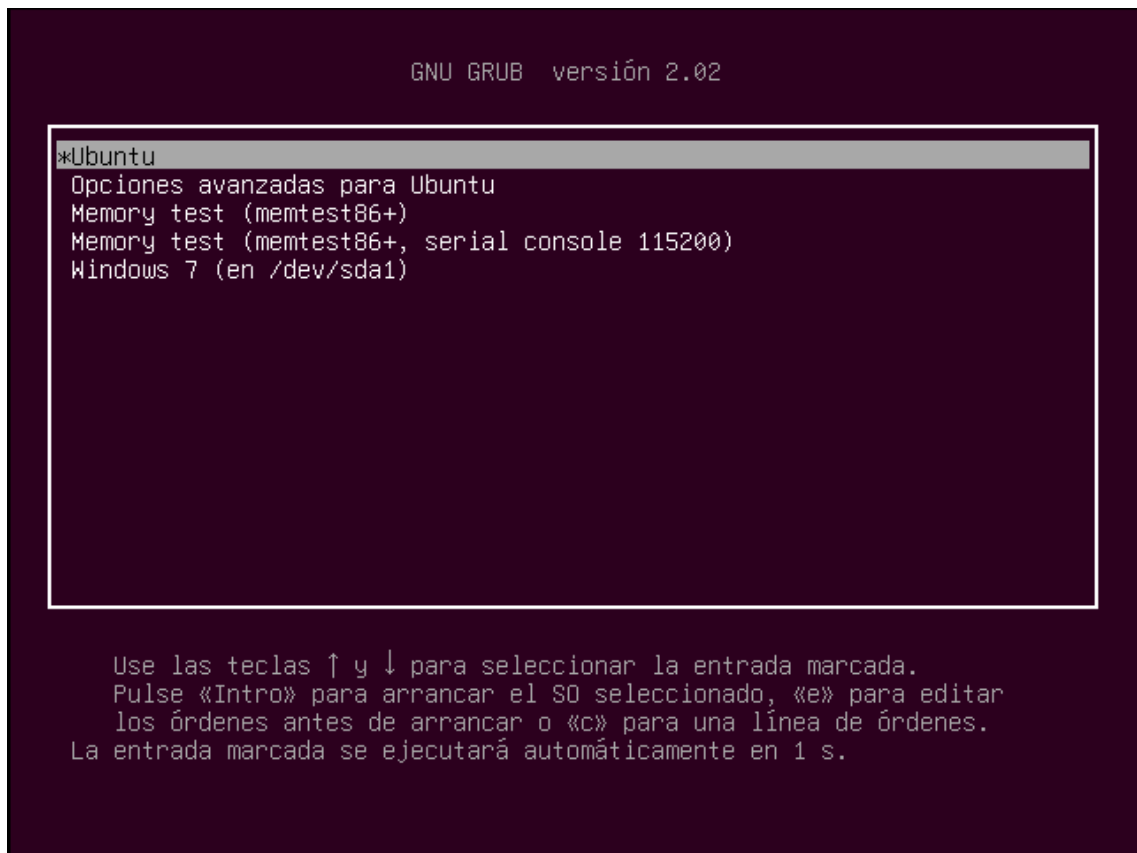 GNU GRUB versión 2.02
*Ubuntu
Opciones avanzadas para Ubuntu
Memory test (memtest86+)
Memory test (memtest86+, serial console 115200)
Windows 7 (en /dev/sda1)
Use las teclas ↑ y ↓ para seleccionar la entrada marcada.
Pulse «Intro» para arrancar el SO seleccionado, «e» para editar
los órdenes antes de arrancar o «c» para una línea de órdenes.
La entrada marcada se ejecutará automáticamente en 1 s.